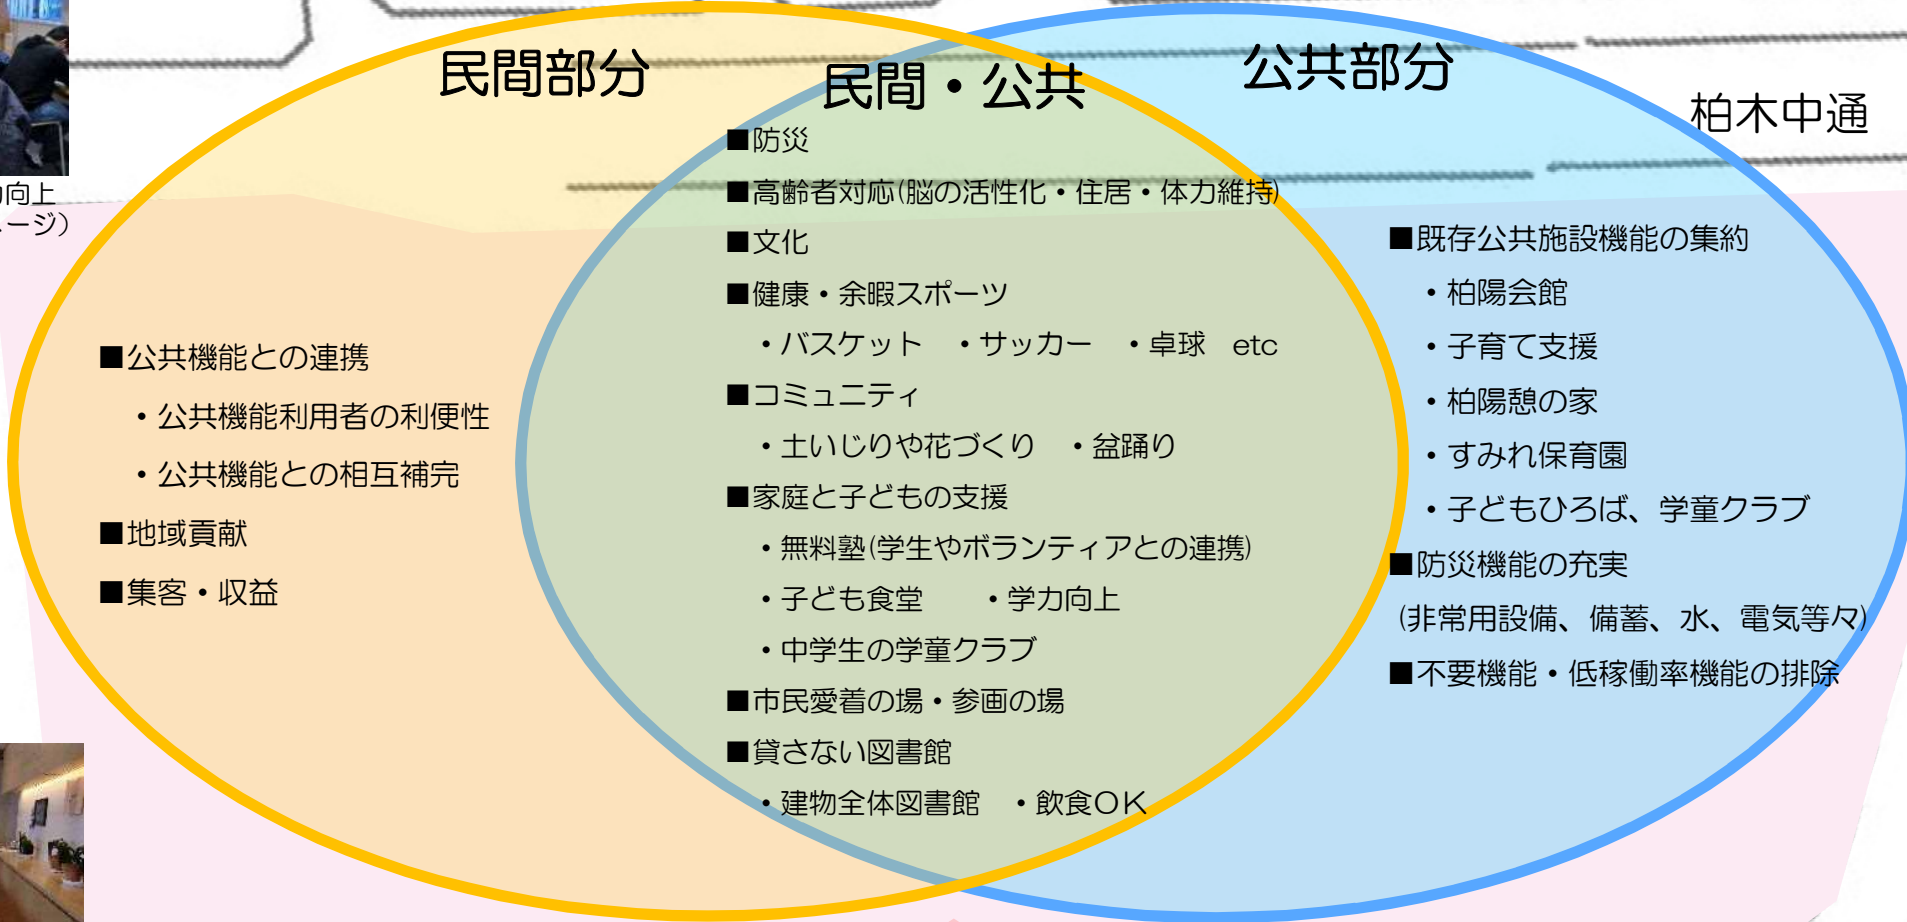 民間部分
民間・公共
公共部分
柏木中通
向上
ージ）
■公共機能との連携
・公共機能利用者の利便性
・公共機能との相互補完
■地域貢献
■集客・収益
■防災
■高齢者対応(脳の活性化・住居・体力維持)
■文化
■健康・余暇スポーツ
・バスケット　・サッカー　・卓球　etc
■コミュニティ
・土いじりや花づくり　・盆踊り
■家庭と子どもの支援
・無料塾(学生やボランティアとの連携)
・子ども食堂　　・学力向上
・中学生の学童クラブ
■市民愛着の場・参画の場
■貸さない図書館
・建物全体図書館　・飲食OK
■既存公共施設機能の集約
・柏陽会館
・子育て支援
・柏陽憩の家
・すみれ保育園
・子どもひろば、学童クラブ
■防災機能の充実
(非常用設備、備蓄、水、電気等々)
■不要機能・低稼働率機能の排除